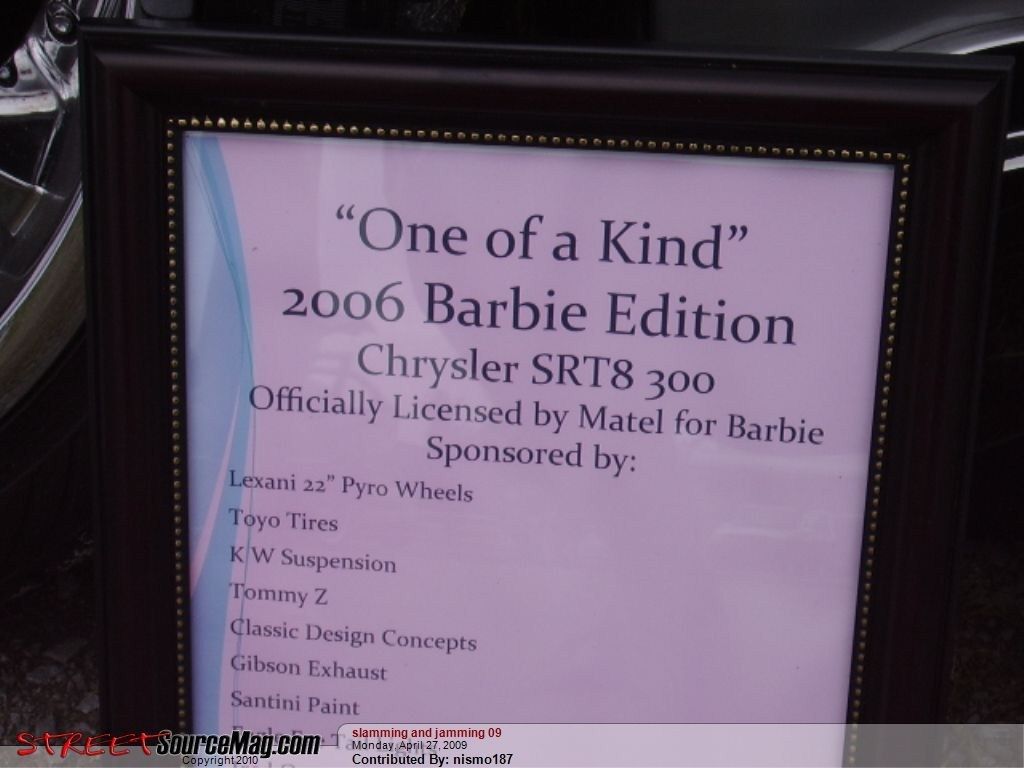 “One of a Kind”
2006 Barbie Edition
Chrysler SRT8 300
Officially Licensed by Matel for Barbie
Sponsored by:
Lexani 22” Pyro Wheels
Toyo Tires
K W Suspension
Tommy Z
Classic Design Concepts
Gibson Exhaust
Santini Paint
STREETSourceMag.com
Copyright 2010
slamming and jamming 09
Monday, April 27, 2009
Contributed By: nismo187